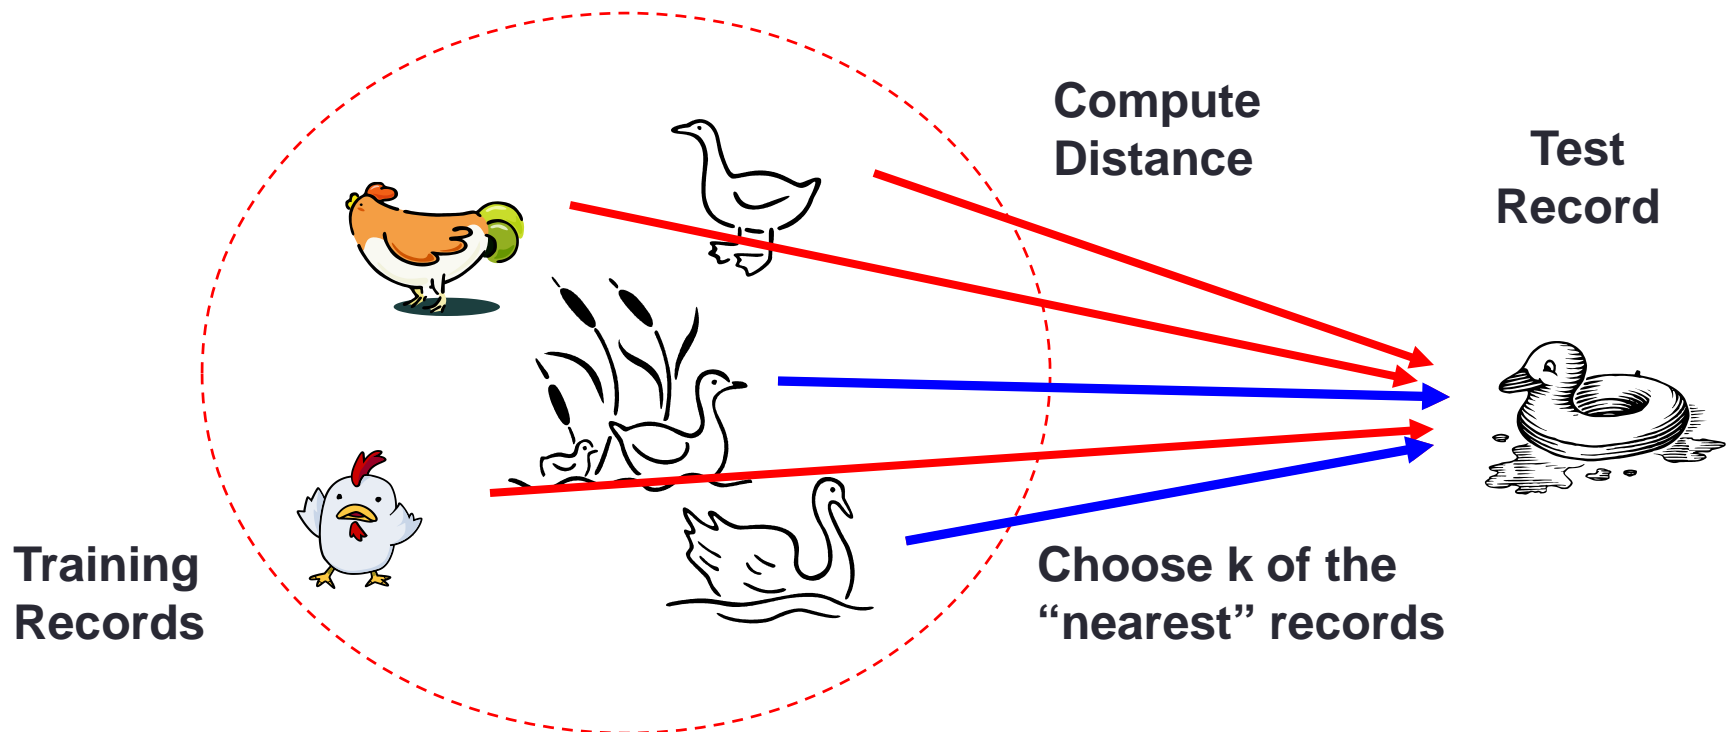 Compute
Distance
Test
Record
Training
Records
Choose k of the
“nearest” records